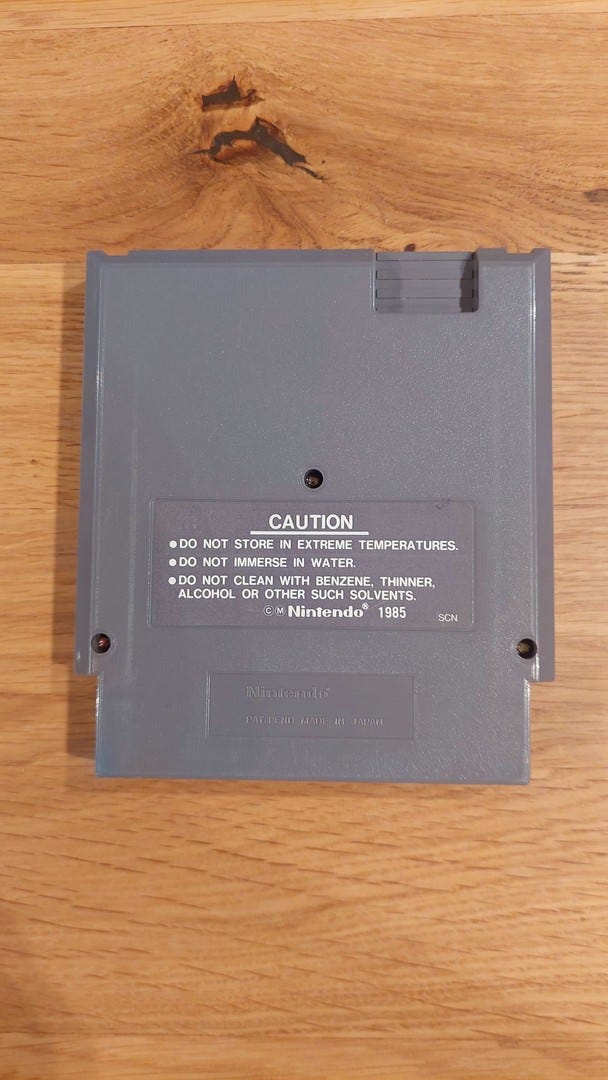 CAUTION
●DO NOT STORE IN EXTREME TEMPERATURES.
●DO NOT IMMERSE IN WATER.
●DO NOT CLEAN WITH BENZENE, THINNER,
ALCOHOL OR OTHER SUCH SOLVENTS.
©Ⓜ Nintendo® 1985 SCN
Nintendo®
PAT. PEND. MADE IN JAPAN